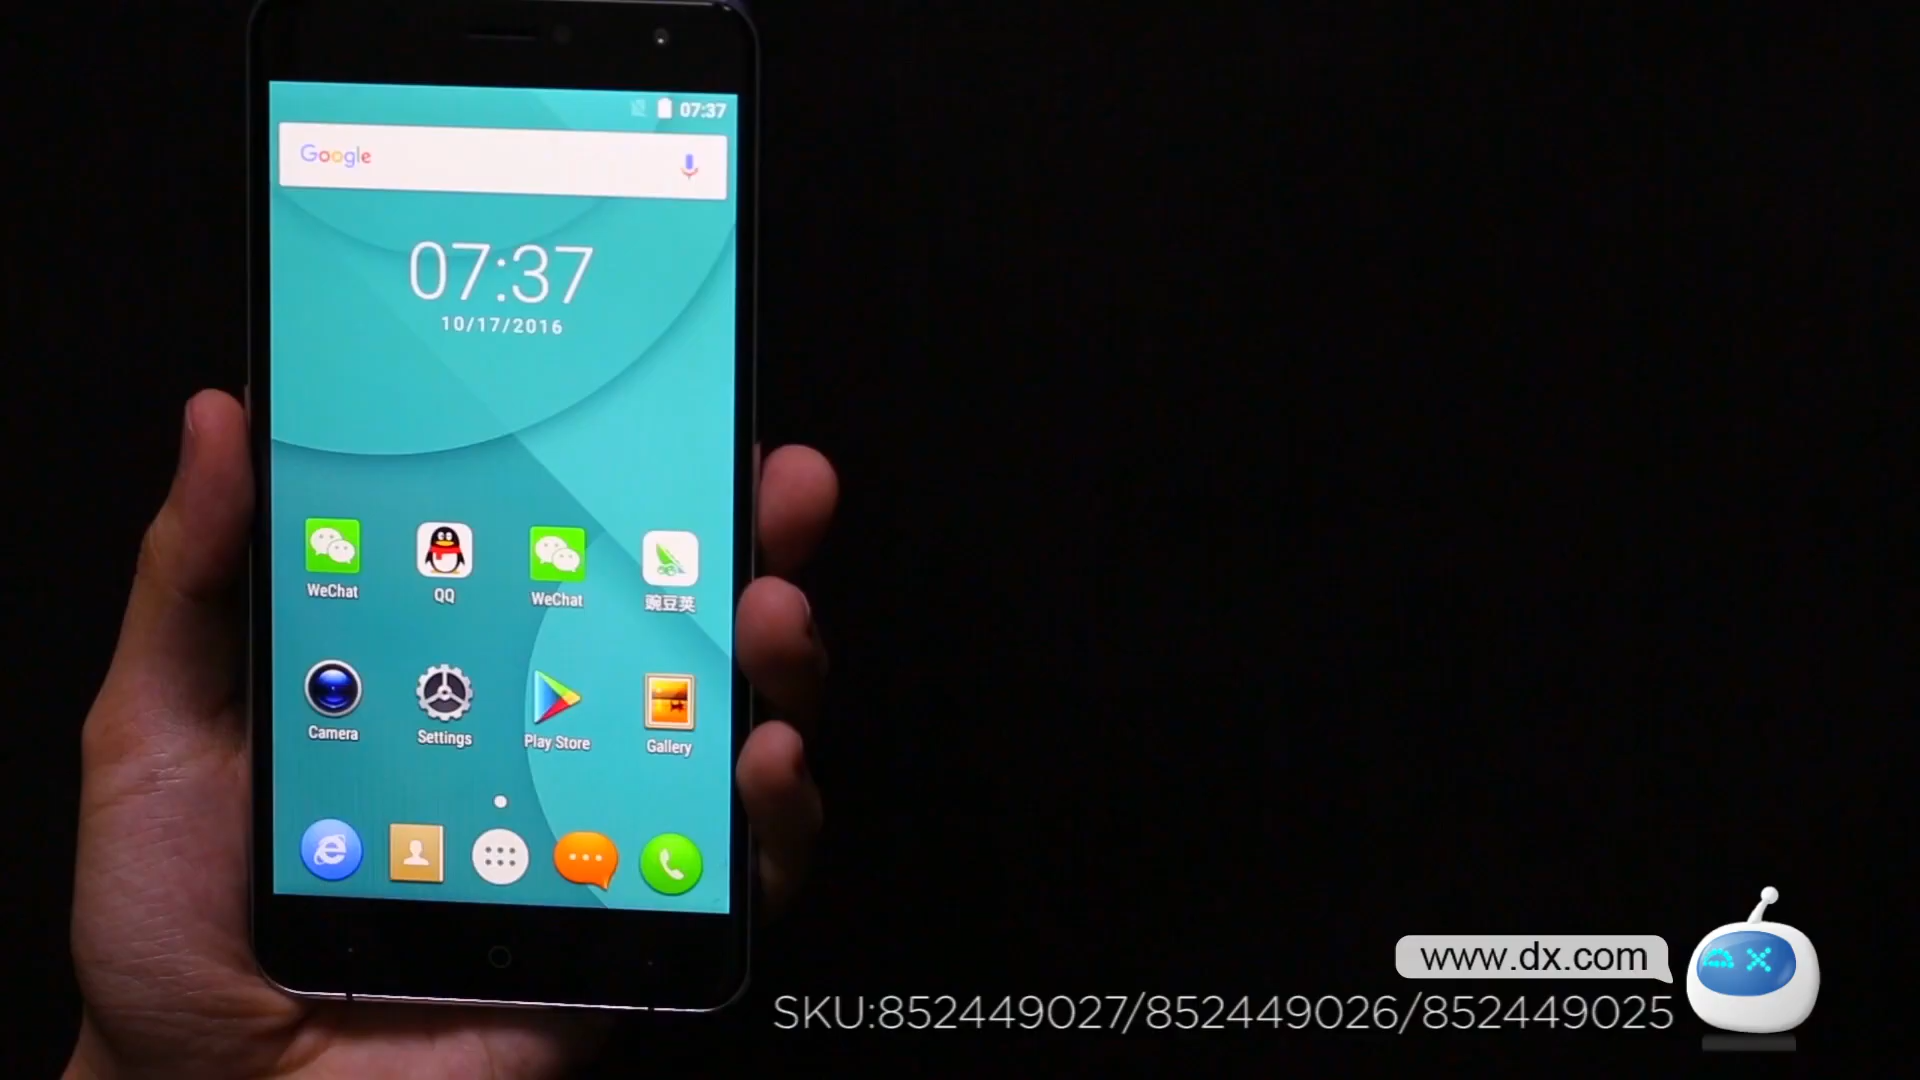 07:37
Google
07:37
10/17/2016
WeChat
QQ
WeChat
豌豆荚
Camera
Settings
Play Store
Gallery
www.dx.com
dx
SKU:852449027/852449026/852449025